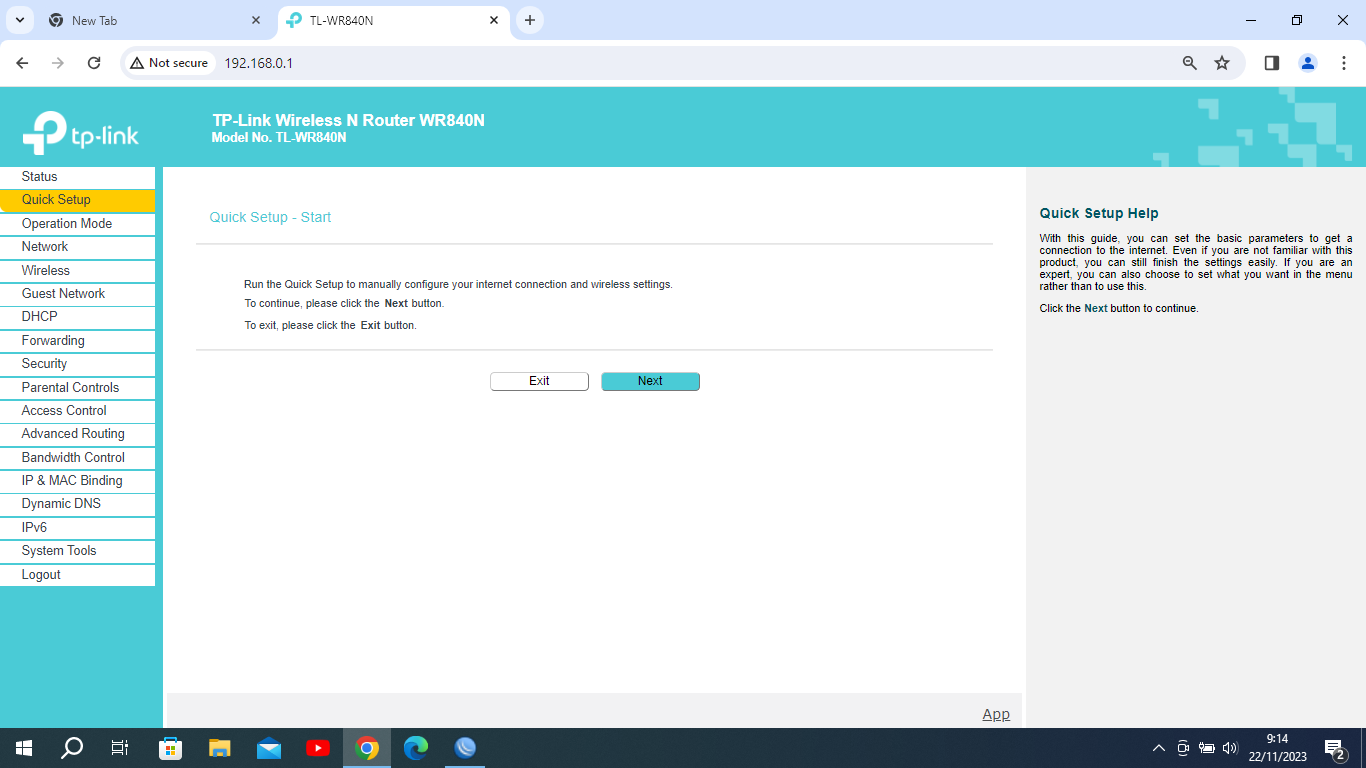 New Tab
TL-WR840N
Not secure
192.168.0.1
tp-link
TP-Link Wireless N Router WR840N
Model No. TL-WR840N
Status
Quick Setup
Operation Mode
Network
Wireless
Guest Network
DHCP
Forwarding
Security
Parental Controls
Access Control
Advanced Routing
Bandwidth Control
IP & MAC Binding
Dynamic DNS
IPv6
System Tools
Logout
Quick Setup - Start
Run the Quick Setup to manually configure your internet connection and wireless settings.
To continue, please click the Next button.
To exit, please click the Exit button.
Exit
Next
Quick Setup Help
With this guide, you can set the basic parameters to get a
connection to the internet. Even if you are not familiar with this
product, you can still finish the settings easily. If you are an
expert, you can also choose to set what you want in the menu
rather than to use this.
Click the Next button to continue.
App
9:14
22/11/2023
2